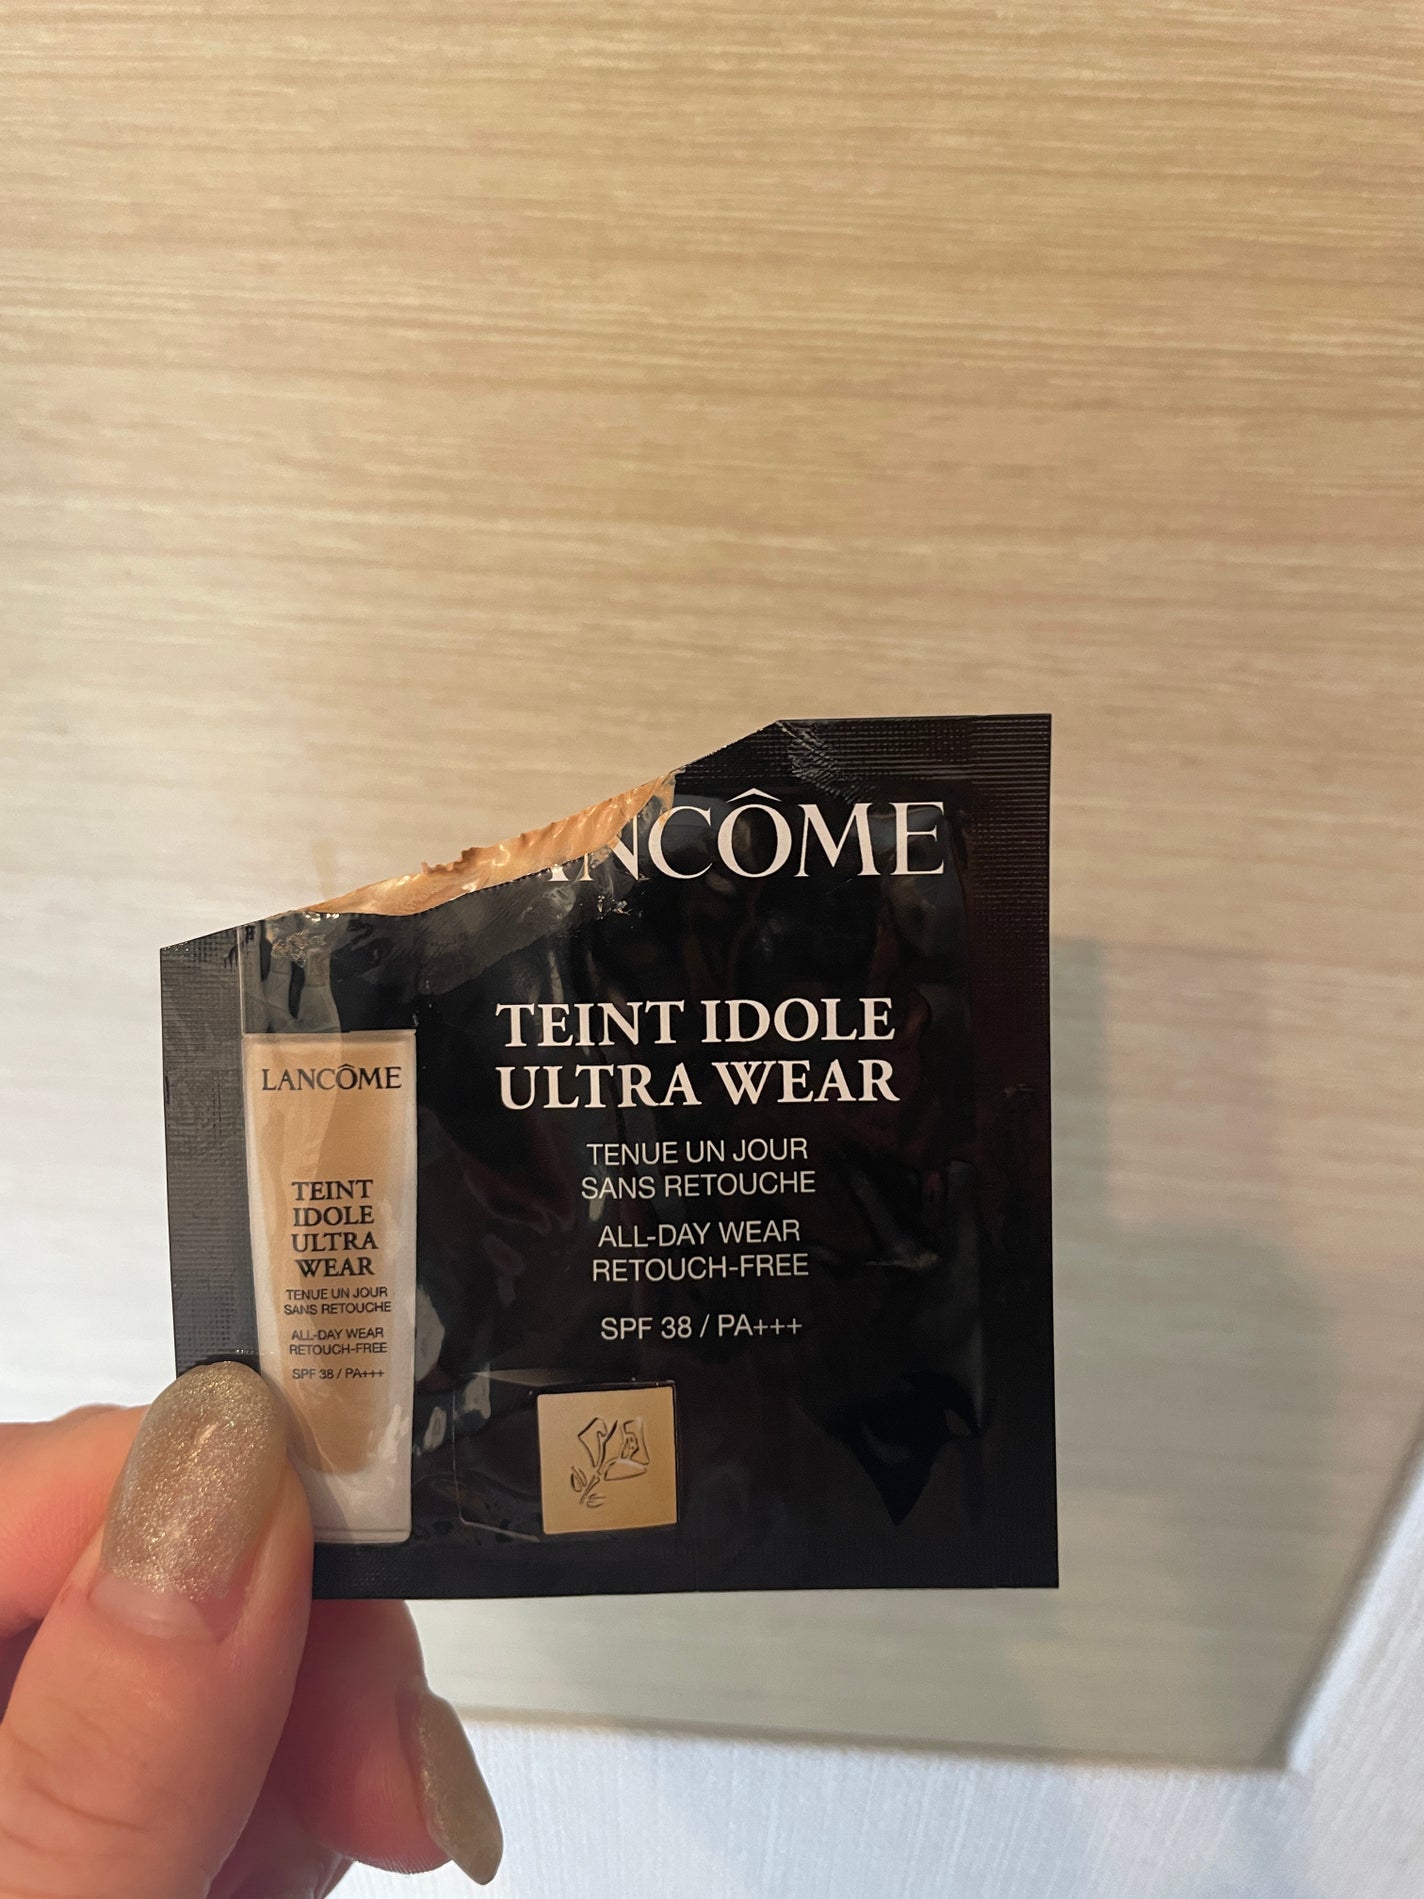 LANCÔME
TEINT IDOLE
ULTRA WEAR
TENUE UN JOUR
SANS RETOUCHE
ALL-DAY WEAR
RETOUCH-FREE
SPF 38 / PA+++
LANCÔME
TEINT
IDOLE
ULTRA
WEAR
TENUE UN JOUR
SANS RETOUCHE
ALL-DAY WEAR
RETOUCH-FREE
SPF 38 / PA+++